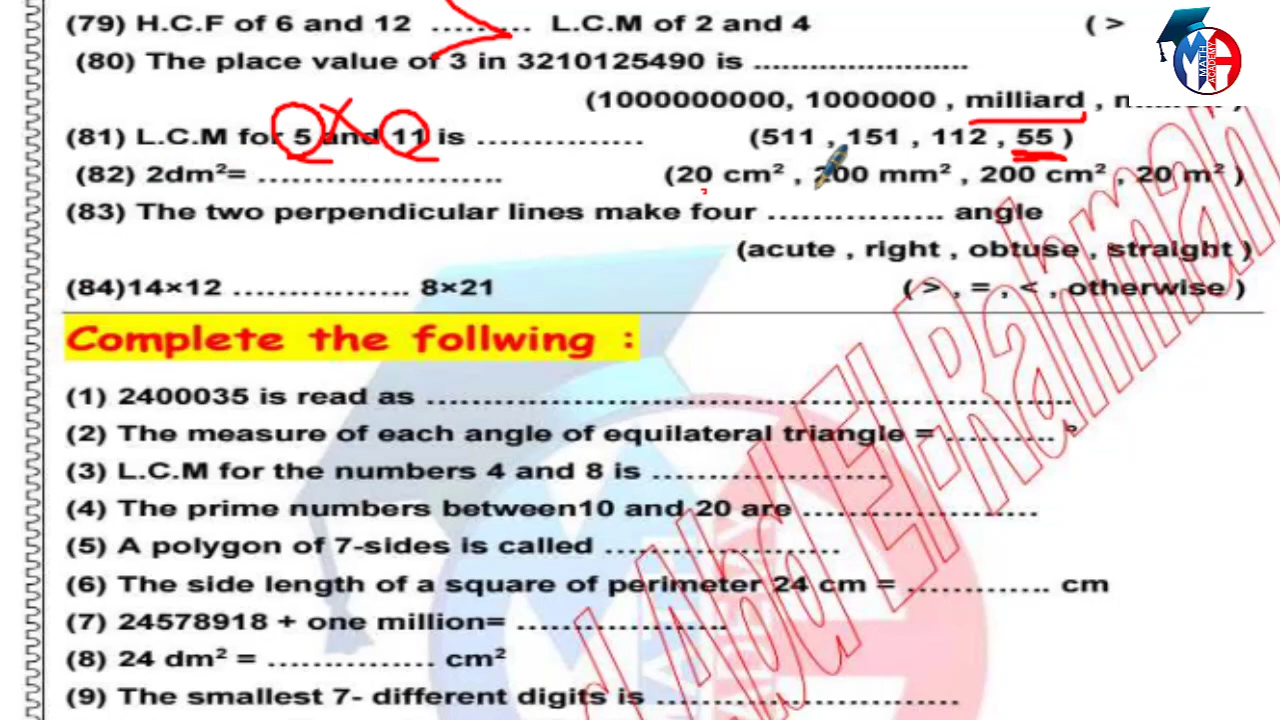 (79) H.C.F of 6 and 12 ……… L.C.M of 2 and 4 ( >
(80) The place value of 3 in 3210125490 is ........................
(1000000000, 1000000 , milliard ,
(81) L.C.M for 5 and 11 is …………… (511 , 151 , 112 , 55 )
(82) 2dm²= …………………… (20 cm² , 200 mm² , 200 cm² , 20 m² )
(83) The two perpendicular lines make four ……………. angle
(acute , right , obtuse , straight )
(84)14×12 ……………. 8×21 ( > , = , < , otherwise )
Complete the follwing :
(1) 2400035 is read as ……………………………………………………..
(2) The measure of each angle of equilateral triangle = ……….. °
(3) L.C.M for the numbers 4 and 8 is …………………
(4) The prime numbers between10 and 20 are …………………
(5) A polygon of 7-sides is called …………………
(6) The side length of a square of perimeter 24 cm = …………. cm
(7) 24578918 + one million= ………………..
(8) 24 dm² = …………… cm²
(9) The smallest 7- different digits is ………………………
MATH ACADEMY
Abd El-Rahman